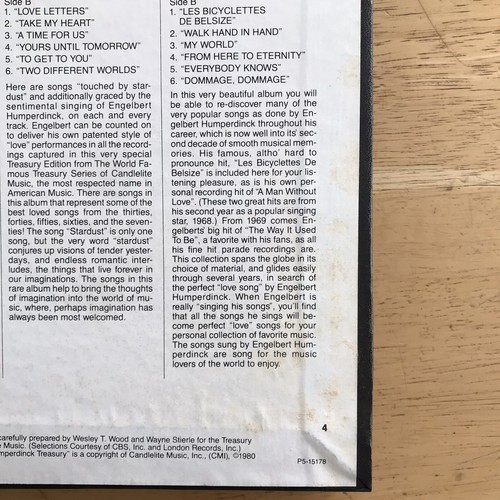 Side B
1. "LOVE LETTERS"
2. "TAKE MY HEART"
3. "A TIME FOR US"
4. "YOURS UNTIL TOMORROW"
5. "TO GET TO YOU"
6. "TWO DIFFERENT WORLDS"
Here are songs "touched by star-
dust" and additionally graced by the
sentimental singing of Engelbert
Humperdinck, on each and every
track. Engelbert can be counted on
to deliver his own patented style of
"love" performances in all the record-
ings captured in this very special
Treasury Edition from The World Fa-
mous Treasury Series of Candlelite
Music, the most respected name in
American Music. There are songs in
this album that represent some of the
best loved songs from the thirties,
forties, fifties, sixties, and the seven-
ties! The song "Stardust" is only one
song, but the very word "stardust"
conjures up visions of tender yester-
days, and endless romantic inter-
ludes, the things that live forever in
our imaginations. The songs in this
rare album help to bring the thoughts
of imagination into the world of mu-
sic, where, perhaps imagination has
always been most welcomed.
Side B
1. "LES BICYCLETTES
DE BELSIZE"
2. "WALK HAND IN HAND"
3. "MY WORLD"
4. "FROM HERE TO ETERNITY"
5. "EVERYBODY KNOWS"
6. "DOMMAGE, DOMMAGE"
In this very beautiful album you will
be able to re-discover many of the
very popular songs as done by En-
gelbert Humperdinck throughout his
career, which is now well into its' sec-
ond decade of smooth musical mem-
ories. His famous, altho' hard to
pronounce hit, "Les Bicyclettes De
Belsize" is included here for your lis-
tening pleasure, as is his own per-
sonal recording hit of "A Man Without
Love". (These two great hits are from
his second year as a popular singing
star, 1968.) From 1969 comes En-
gelberts' big hit of "The Way It Used
To Be", a favorite with his fans, as all
his fine hit parade recordings are.
This collection spans the globe in its
choice of material, and glides easily
through several years, in search of
the perfect "love song" by Engelbert
Humperdinck. When Engelbert is
really "singing his songs", you'll find
that all the songs he sings will be-
come perfect "love" songs for your
personal collection of favorite music.
The songs sung by Engelbert Hum-
perdinck are song for the music
lovers of the world to enjoy.
4
carefully prepared by Wesley T. Wood and Wayne Stierle for the Treasury
e Music. (Selections Courtesy of CBS, Inc. and London Records, Inc.)
mperdinck Treasury" is a copyright of Candlelite Music, Inc., (CMI), ©1980
P5-15178